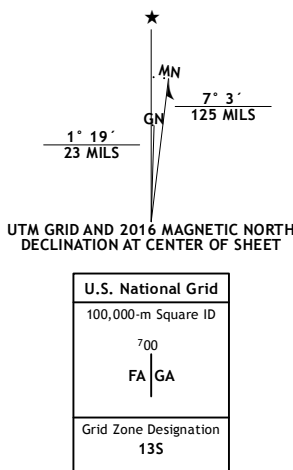 ★
MN
GN
7° 3´
125 MILS
1° 19´
23 MILS
UTM GRID AND 2016 MAGNETIC NORTH
DECLINATION AT CENTER OF SHEET
U.S. National Grid
100,000-m Square ID
⁷00
FA GA
Grid Zone Designation
13S